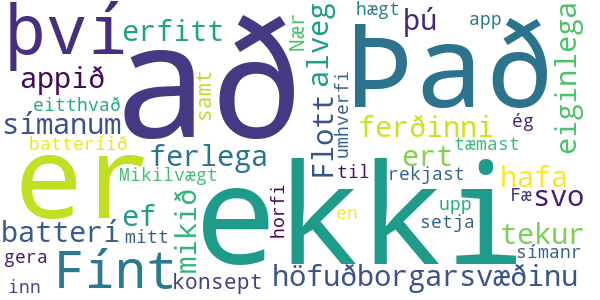 því
að
Það
erfitt
Nær
hægt
þú
app
eiginlega
appið
alveg
samt
eitthvað
símanum
Flott
umhverfi
ferðinni
ég
batteríið
er
ekki
ferlega
ert
tæmast
Mikilvægt
til
rekjast
hafa
ef
mikið
horfi
Fæ
svo
batterí
mitt
en
upp
setja
tekur
gera
Fínt
símanr
inn
konsept
höfuðborgarsvæðinu